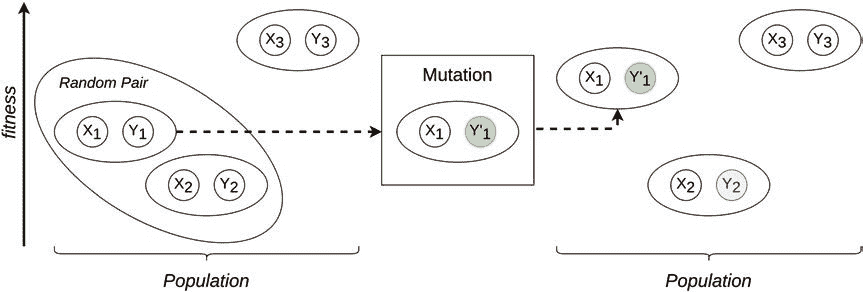 fitness
X3 Y3
Random Pair
X1 Y1
X2 Y2
Population
Mutation
X1 Y'1
X3 Y3
X1 Y'1
X2 Y2
Population